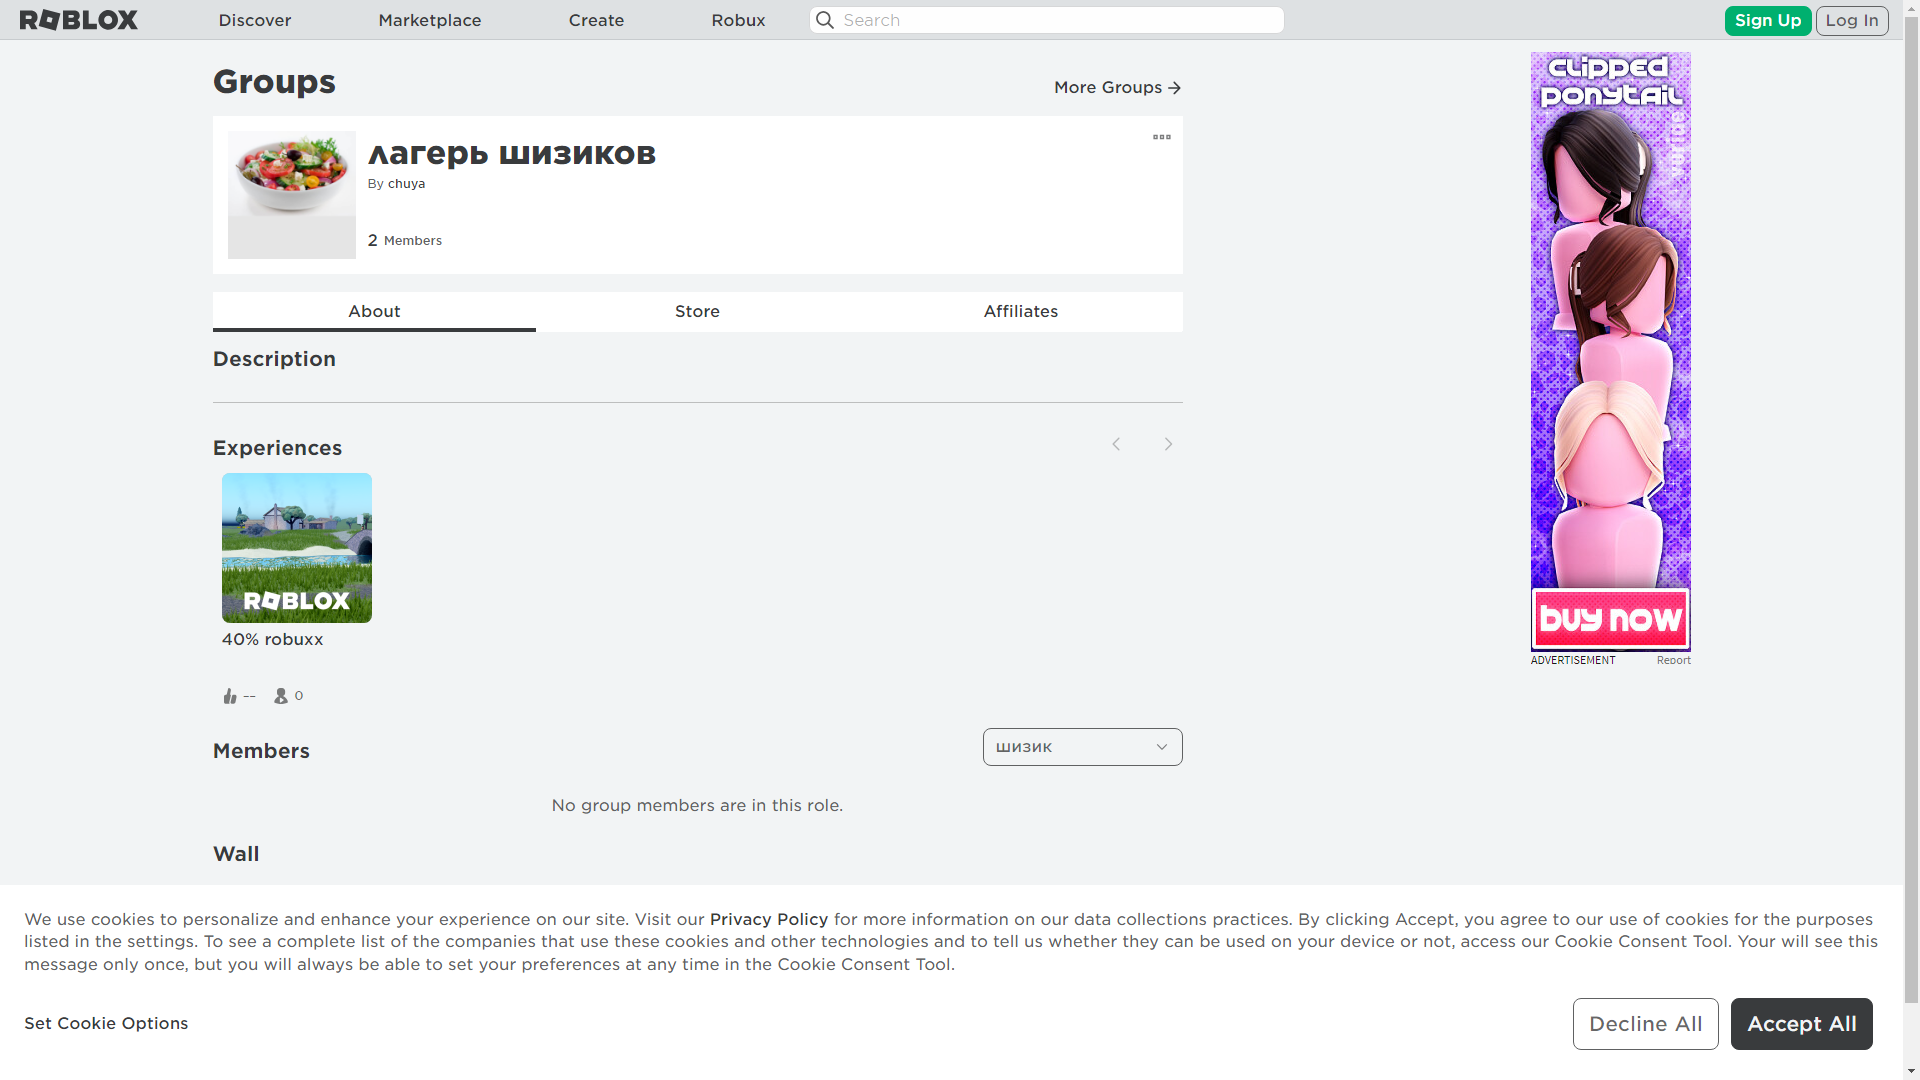 ROBLOX Discover Marketplace Create Robux Search Sign Up Log In
Groups
More Groups
лагерь шизиков
By chuya
2 Members
About Store Affiliates
Description
Experiences
ROBLOX
40% robuxx
-- 0
Members
шизик
No group members are in this role.
Wall
clipped
ponytail
buy now
ADVERTISEMENT Report
We use cookies to personalize and enhance your experience on our site. Visit our Privacy Policy for more information on our data collections practices. By clicking Accept, you agree to our use of cookies for the purposes
listed in the settings. To see a complete list of the companies that use these cookies and other technologies and to tell us whether they can be used on your device or not, access our Cookie Consent Tool. Your will see this
message only once, but you will always be able to set your preferences at any time in the Cookie Consent Tool.
Set Cookie Options
Decline All
Accept All